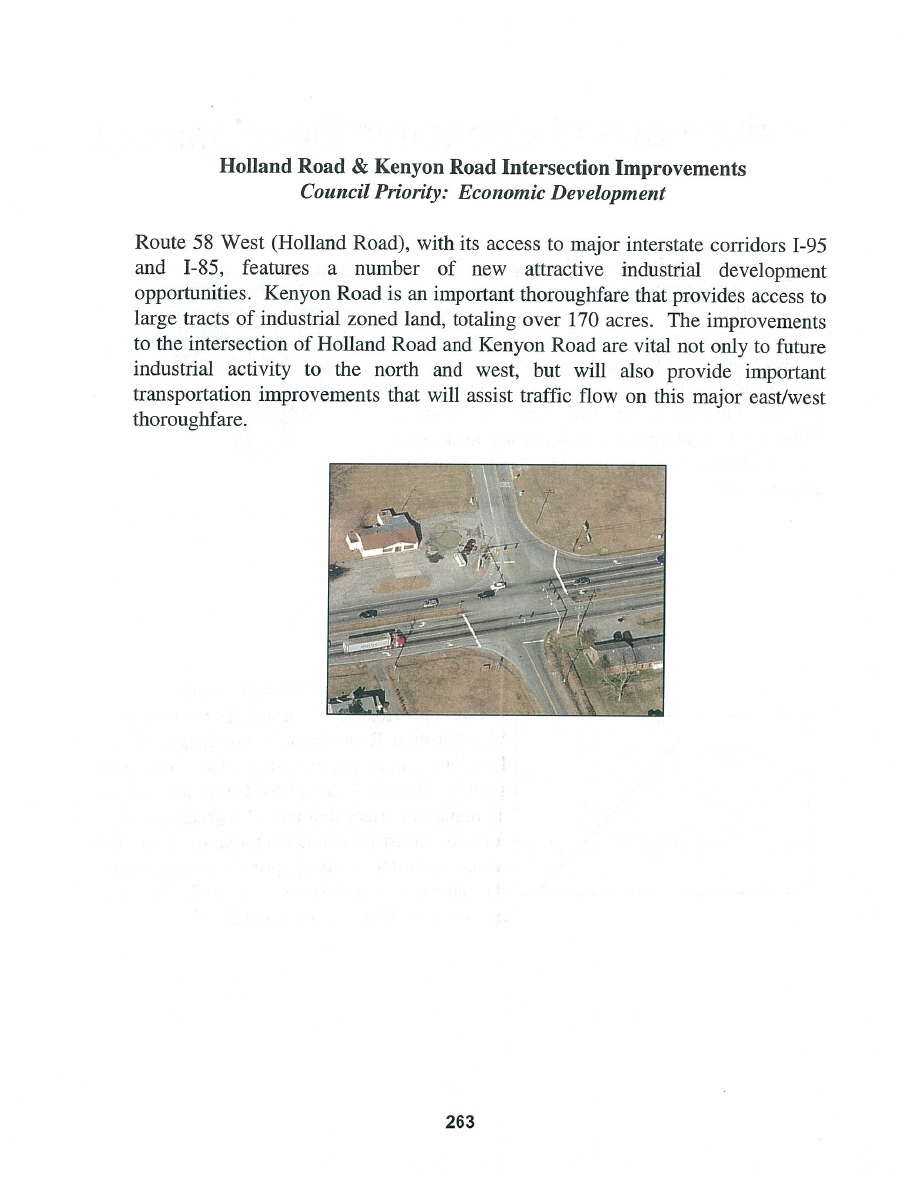 Holland Road & Kenyon Road Intersection Improvements
Council Priority: Economic Development
Route 58 West (Holland Road), with its access to major interstate corridors I-95
and I-85, features a number of new attractive industrial development
opportunities. Kenyon Road is an important thoroughfare that provides access to
large tracts of industrial zoned land, totaling over 170 acres. The improvements
to the intersection of Holland Road and Kenyon Road are vital not only to future
industrial activity to the north and west, but will also provide important
transportation improvements that will assist traffic flow on this major east/west
thoroughfare.
263